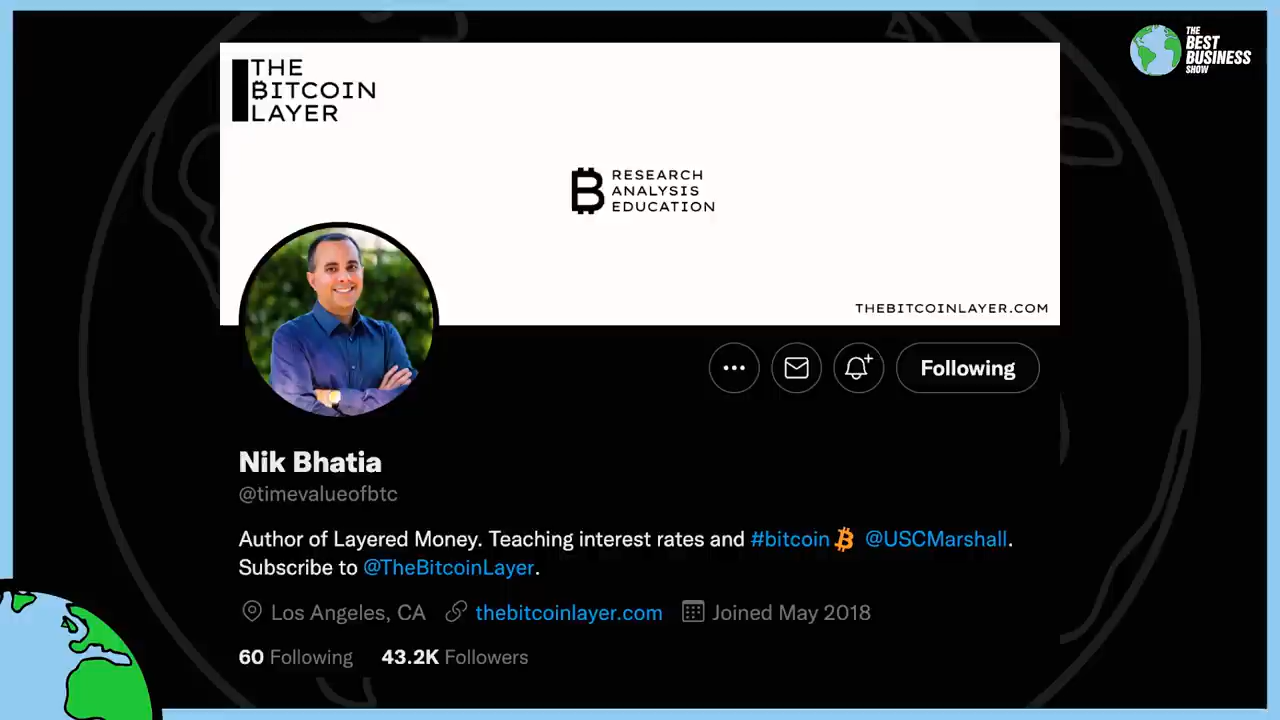 THE
BEST
BUSINESS
SHOW
THE
BITCOIN
LAYER
RESEARCH
ANALYSIS
EDUCATION
THEBITCOINLAYER.COM
Following
Nik Bhatia
@timevalueofbtc
Author of Layered Money. Teaching interest rates and #bitcoin @USCMarshall.
Subscribe to @TheBitcoinLayer.
Los Angeles, CA thebitcoinlayer.com Joined May 2018
60 Following 43.2K Followers